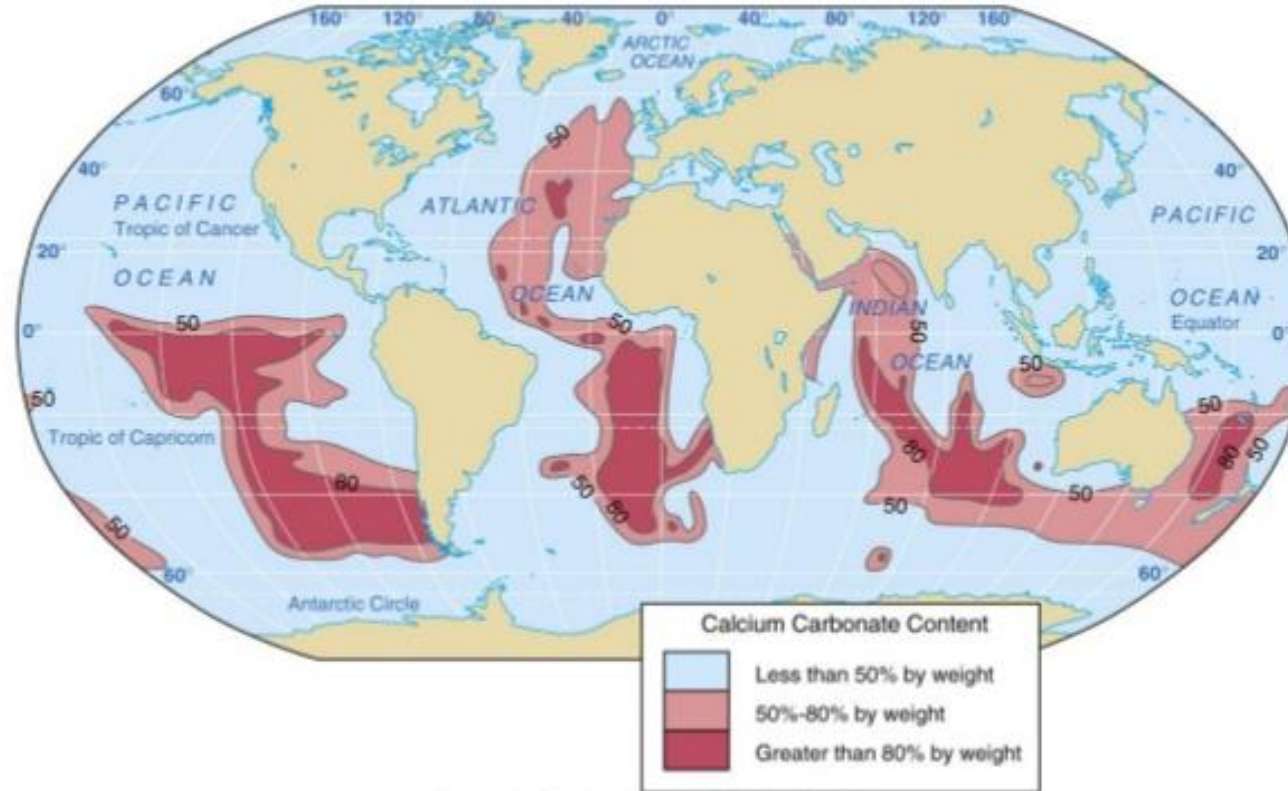 160° 120° 80° 40° 0° 40° 80° 120° 160°
ARCTIC
OCEAN
60°
50
40° 40°
PACIFIC ATLANTIC PACIFIC
Tropic of Cancer
20° 20°
OCEAN OCEAN INDIAN OCEAN
50 50 50
0° Equator 0°
OCEAN
50
50 50
Tropic of Capricorn
80 80 50
80 50 50
50 80 50
50
60° 60°
Antarctic Circle
Calcium Carbonate Content
Less than 50% by weight
50%-80% by weight
Greater than 80% by weight